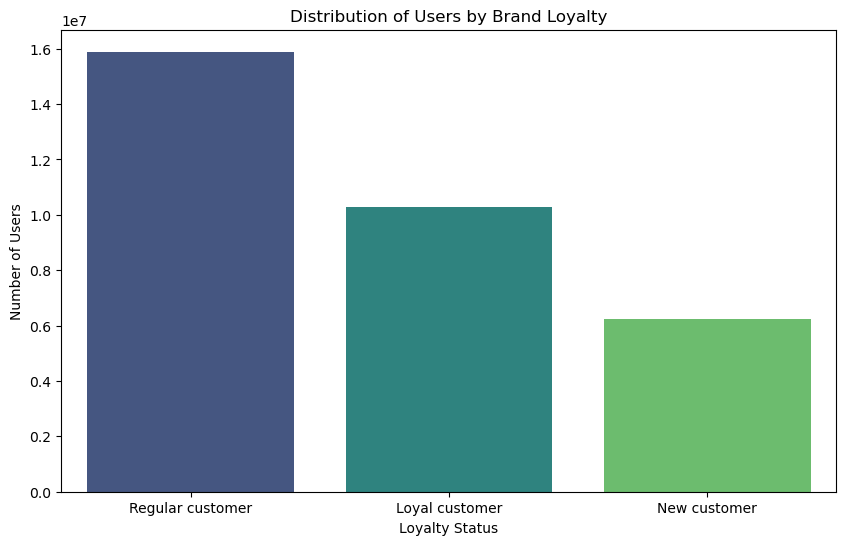 Distribution of Users by Brand Loyalty
1e7
1.6
1.4
1.2
1.0
0.8
0.6
0.4
0.2
0.0
Number of Users
Regular customer
Loyal customer
New customer
Loyalty Status